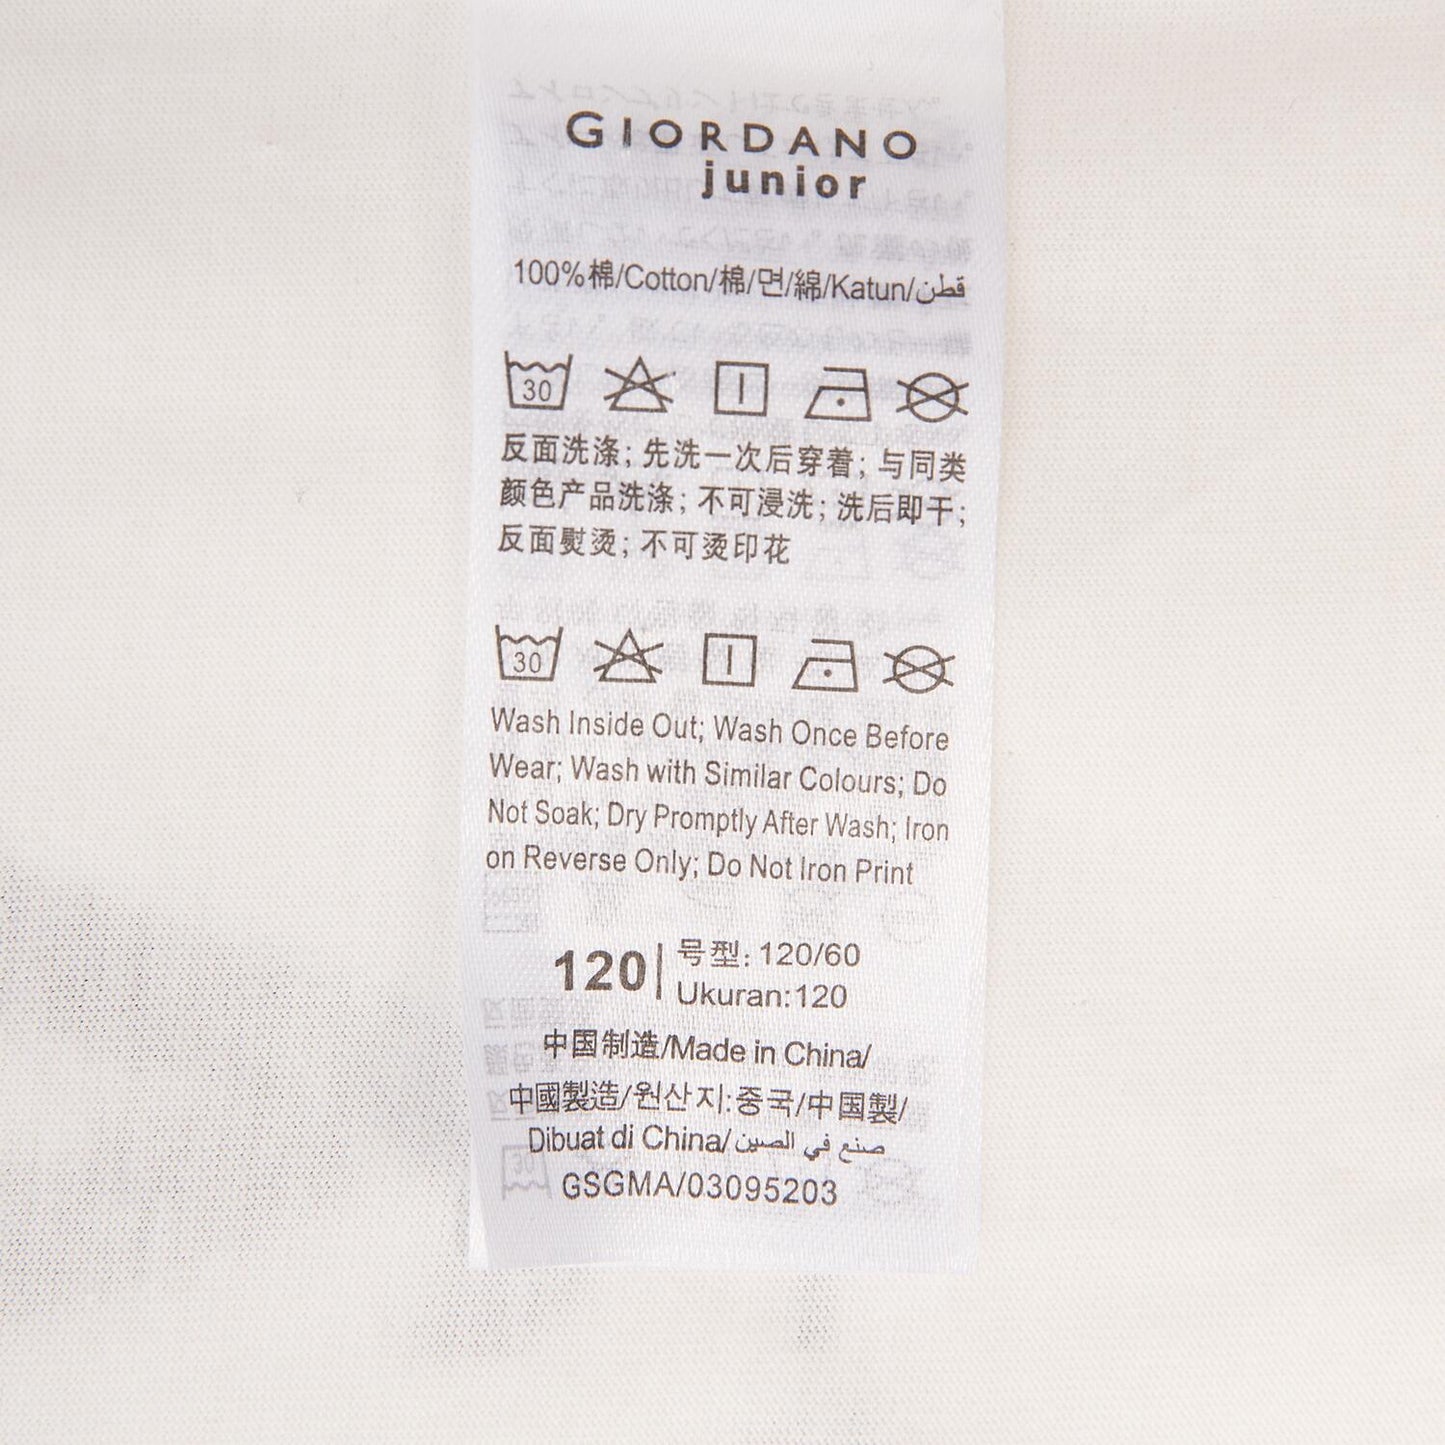 GIORDANO
junior
100%棉/Cotton/棉/면/綿/Katun/قطن
30
反面洗涤; 先洗一次后穿着; 与同类
颜色产品洗涤; 不可浸洗; 洗后即干;
反面熨烫; 不可烫印花
30
Wash Inside Out; Wash Once Before
Wear; Wash with Similar Colours; Do
Not Soak; Dry Promptly After Wash; Iron
on Reverse Only; Do Not Iron Print
120 号型: 120/60
Ukuran:120
中国制造/Made in China/
中國製造/원산지:중국/中国製/
Dibuat di China/صنع في الصين
GSGMA/03095203